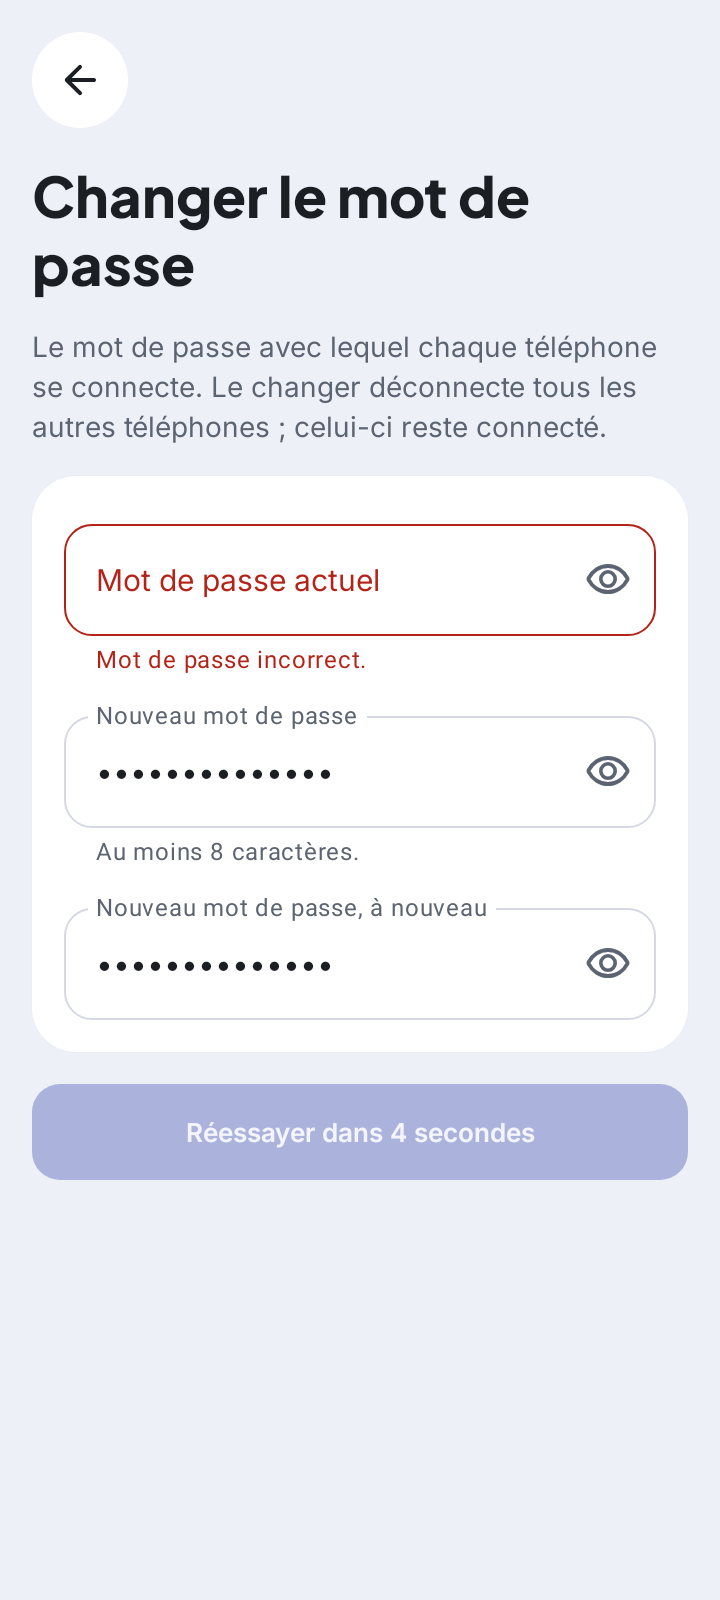 Changer le mot de
passe
Le mot de passe avec lequel chaque téléphone
se connecte. Le changer déconnecte tous les
autres téléphones ; celui-ci reste connecté.
Mot de passe actuel
Mot de passe incorrect.
Nouveau mot de passe
••••••••••••••
Au moins 8 caractères.
Nouveau mot de passe, à nouveau
••••••••••••••
Réessayer dans 4 secondes